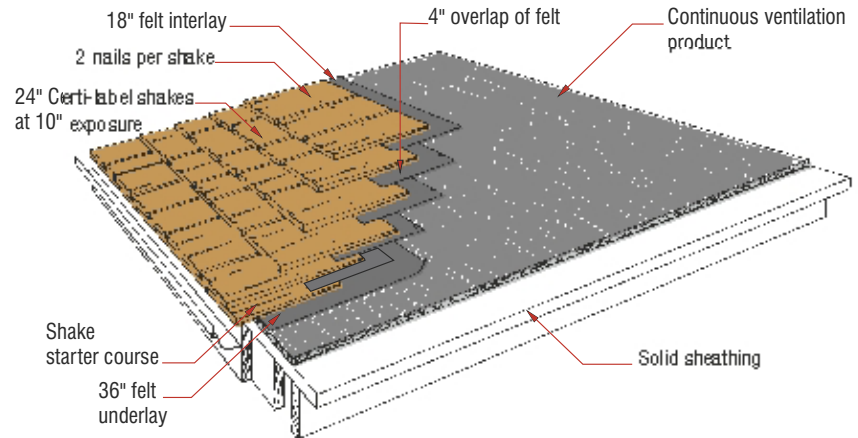 18" felt interlay
4" overlap of felt
Continuous ventilation
product
2 nails per shake
24" Certi-label shakes
at 10" exposure
Shake
starter course
36" felt
underlay
Solid sheathing